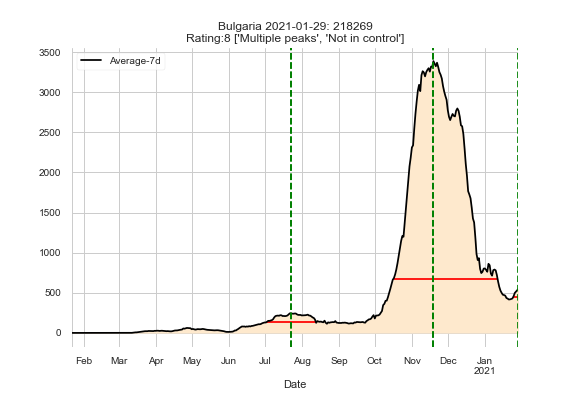 Bulgaria 2021-01-29: 218269
Rating:8 ['Multiple peaks', 'Not in control']
Average-7d
3500
3000
2500
2000
1500
1000
500
0
Feb Mar Apr May Jun Jul Aug Sep Oct Nov Dec Jan
2021
Date